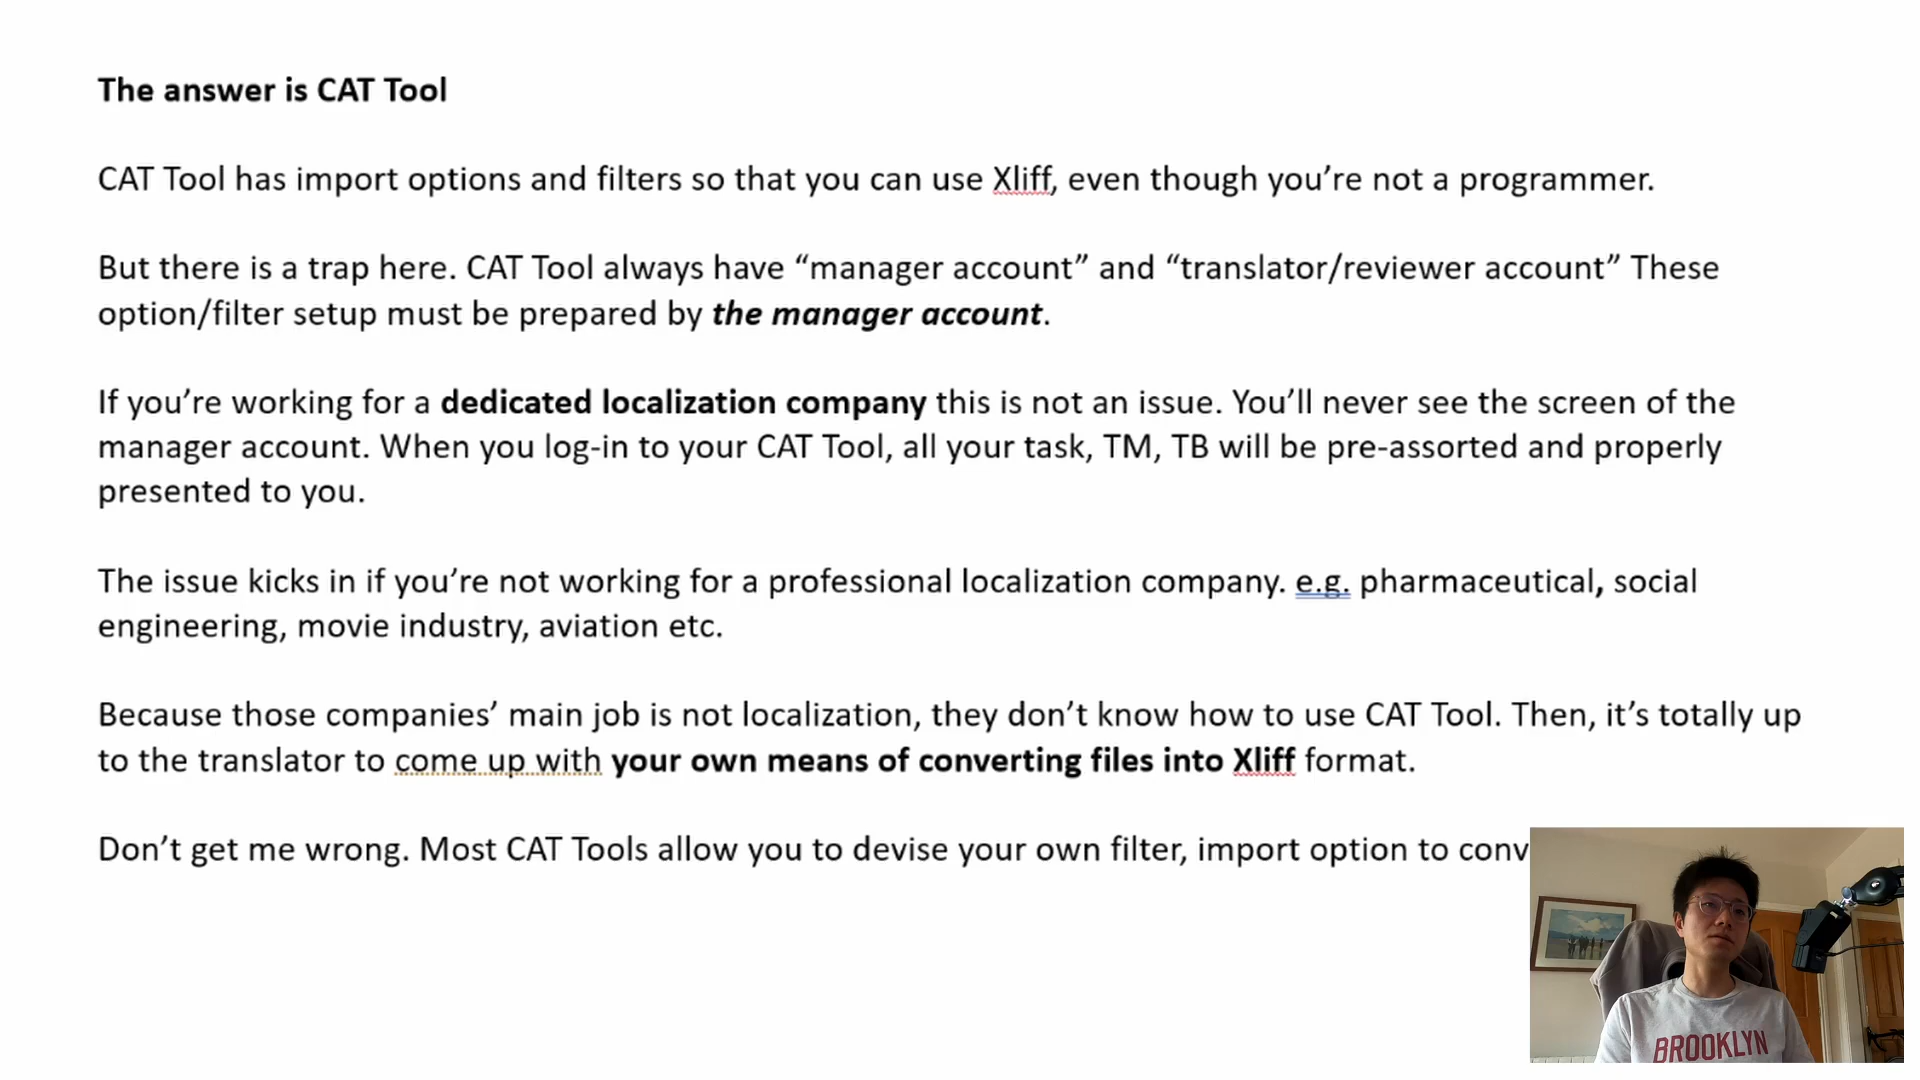 The answer is CAT Tool
CAT Tool has import options and filters so that you can use Xliff, even though you’re not a programmer.
But there is a trap here. CAT Tool always have “manager account” and “translator/reviewer account” These
option/filter setup must be prepared by the manager account.
If you’re working for a dedicated localization company this is not an issue. You’ll never see the screen of the
manager account. When you log-in to your CAT Tool, all your task, TM, TB will be pre-assorted and properly
presented to you.
The issue kicks in if you’re not working for a professional localization company. e.g. pharmaceutical, social
engineering, movie industry, aviation etc.
Because those companies’ main job is not localization, they don’t know how to use CAT Tool. Then, it’s totally up
to the translator to come up with your own means of converting files into Xliff format.
Don’t get me wrong. Most CAT Tools allow you to devise your own filter, import option to conv
BROOKLYN